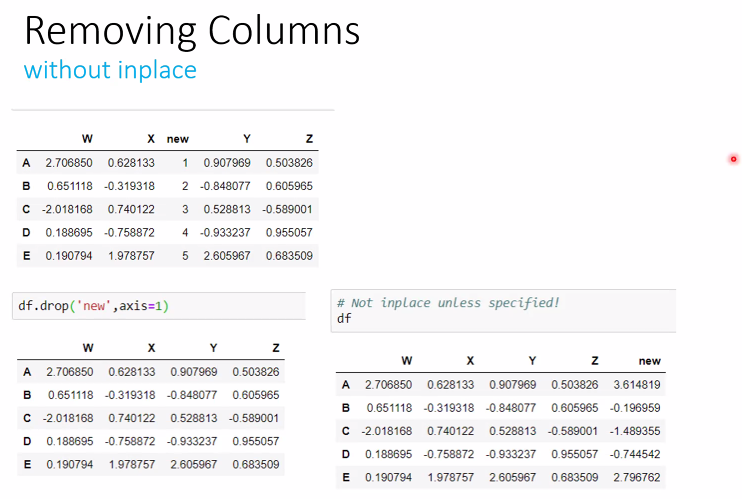 Removing Columns
without inplace
W X new Y Z
A 2.706850 0.628133 1 0.907969 0.503826
B 0.651118 -0.319318 2 -0.848077 0.605965
C -2.018168 0.740122 3 0.528813 -0.589001
D 0.188695 -0.758872 4 -0.933237 0.955057
E 0.190794 1.978757 5 2.605967 0.683509
df.drop('new',axis=1)
W X Y Z
A 2.706850 0.628133 0.907969 0.503826
B 0.651118 -0.319318 -0.848077 0.605965
C -2.018168 0.740122 0.528813 -0.589001
D 0.188695 -0.758872 -0.933237 0.955057
E 0.190794 1.978757 2.605967 0.683509
# Not inplace unless specified!
df
W X Y Z new
A 2.706850 0.628133 0.907969 0.503826 3.614819
B 0.651118 -0.319318 -0.848077 0.605965 -0.196959
C -2.018168 0.740122 0.528813 -0.589001 -1.489355
D 0.188695 -0.758872 -0.933237 0.955057 -0.744542
E 0.190794 1.978757 2.605967 0.683509 2.796762